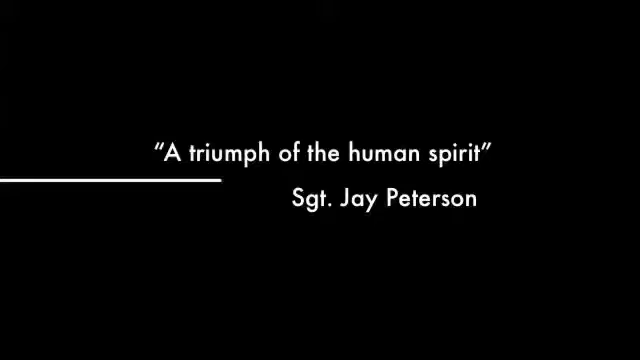 “A triumph of the human spirit”
Sgt. Jay Peterson